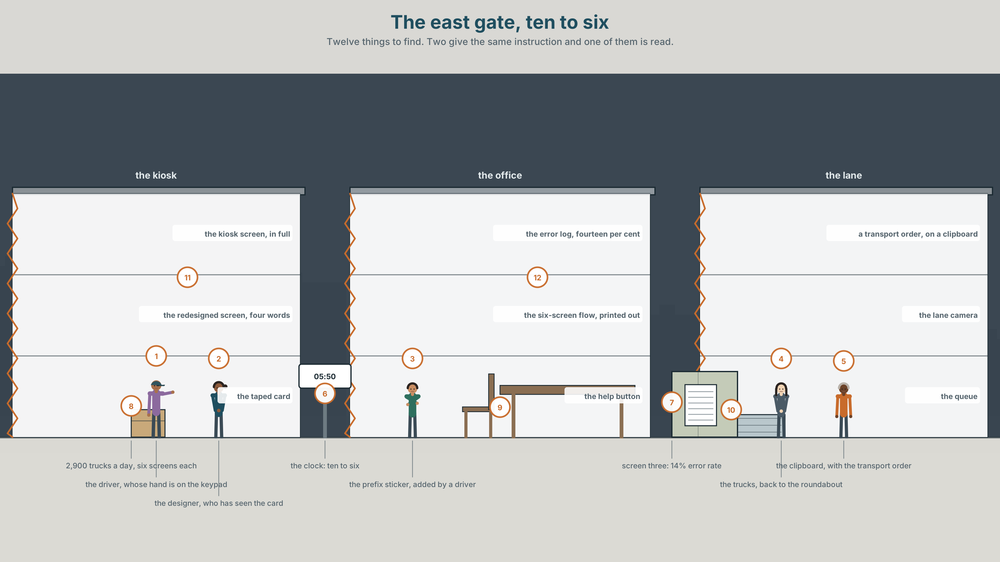 The east gate, ten to six
Twelve things to find. Two give the same instruction and one of them is read.
the kiosk
the office
the lane
the kiosk screen, in full
the error log, fourteen per cent
a transport order, on a clipboard
11
12
the redesigned screen, four words
the six-screen flow, printed out
the lane camera
1
2
3
4
5
05:50
6
the taped card
the help button
the queue
7
8
9
10
2,900 trucks a day, six screens each
the clock: ten to six
screen three: 14% error rate
the clipboard, with the transport order
the driver, whose hand is on the keypad
the prefix sticker, added by a driver
the trucks, back to the roundabout
the designer, who has seen the card